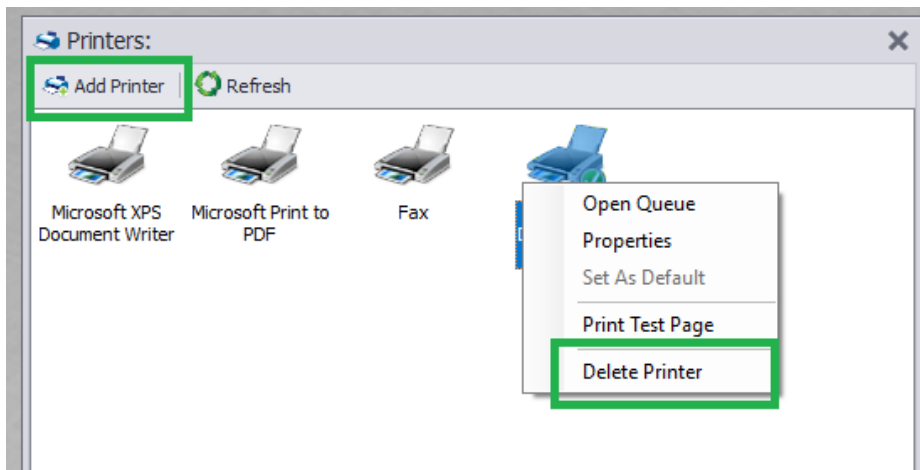 Printers:
Add Printer
Refresh
Microsoft XPS
Document Writer
Microsoft Print to
PDF
Fax
Open Queue
Properties
Set As Default
Print Test Page
Delete Printer